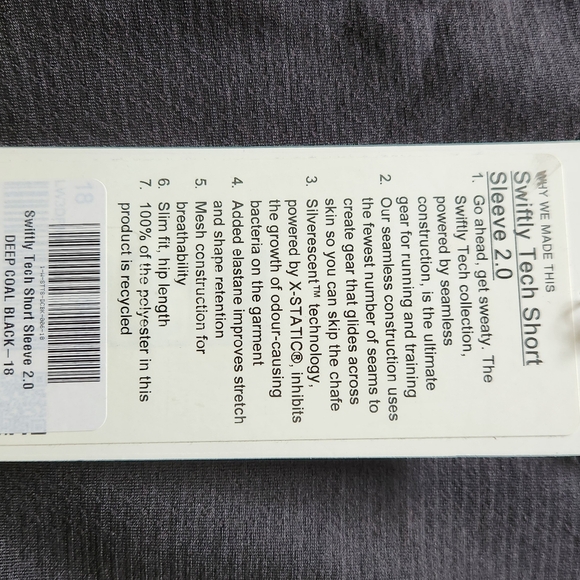 WHY WE MADE THIS
Swiftly Tech Short
Sleeve 2.0
1. Go ahead, get sweaty. The
Swiftly Tech collection,
powered by seamless
construction, is the ultimate
gear for running and training
2. Our seamless construction uses
the fewest number of seams to
create gear that glides across
skin so you can skip the chafe
3. Silverescent™ technology,
powered by X-STATIC®, inhibits
the growth of odour-causing
bacteria on the garment
4. Added elastane improves stretch
and shape retention
5. Mesh construction for
breathability
6. Slim fit, hip length
7. 100% of the polyester in this
product is recycled
18
Swiftly Tech Short Sleeve 2.0
DEEP COAL BLACK-18